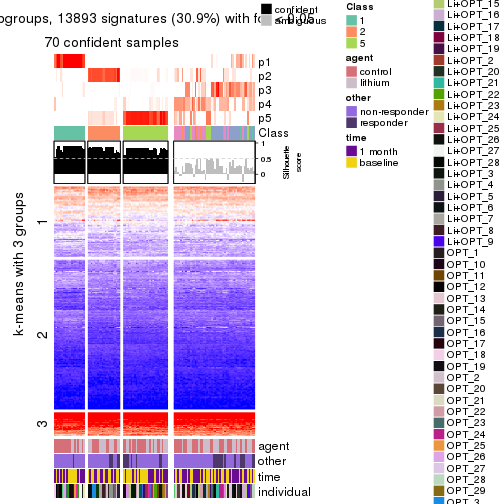 ogroups, 13893 signatures (30.9%) with
70 confident samples
confident
ambiguous
p1
p2
p3
p4
p5
Class
1
0.5
0
Silhouette
score
k-means with 3 groups
1
2
3
agent
other
time
individual
Class
1
2
5
agent
control
lithium
other
non-responder
responder
time
1 month
baseline
Li+OPT_15
Li+OPT_16
Li+OPT_17
Li+OPT_18
Li+OPT_19
Li+OPT_2
Li+OPT_20
Li+OPT_21
Li+OPT_22
Li+OPT_23
Li+OPT_24
Li+OPT_25
Li+OPT_26
Li+OPT_27
Li+OPT_28
Li+OPT_3
Li+OPT_4
Li+OPT_5
Li+OPT_6
Li+OPT_7
Li+OPT_8
Li+OPT_9
OPT_1
OPT_10
OPT_11
OPT_12
OPT_13
OPT_14
OPT_15
OPT_16
OPT_17
OPT_18
OPT_19
OPT_2
OPT_20
OPT_21
OPT_22
OPT_23
OPT_24
OPT_25
OPT_26
OPT_27
OPT_28
OPT_29